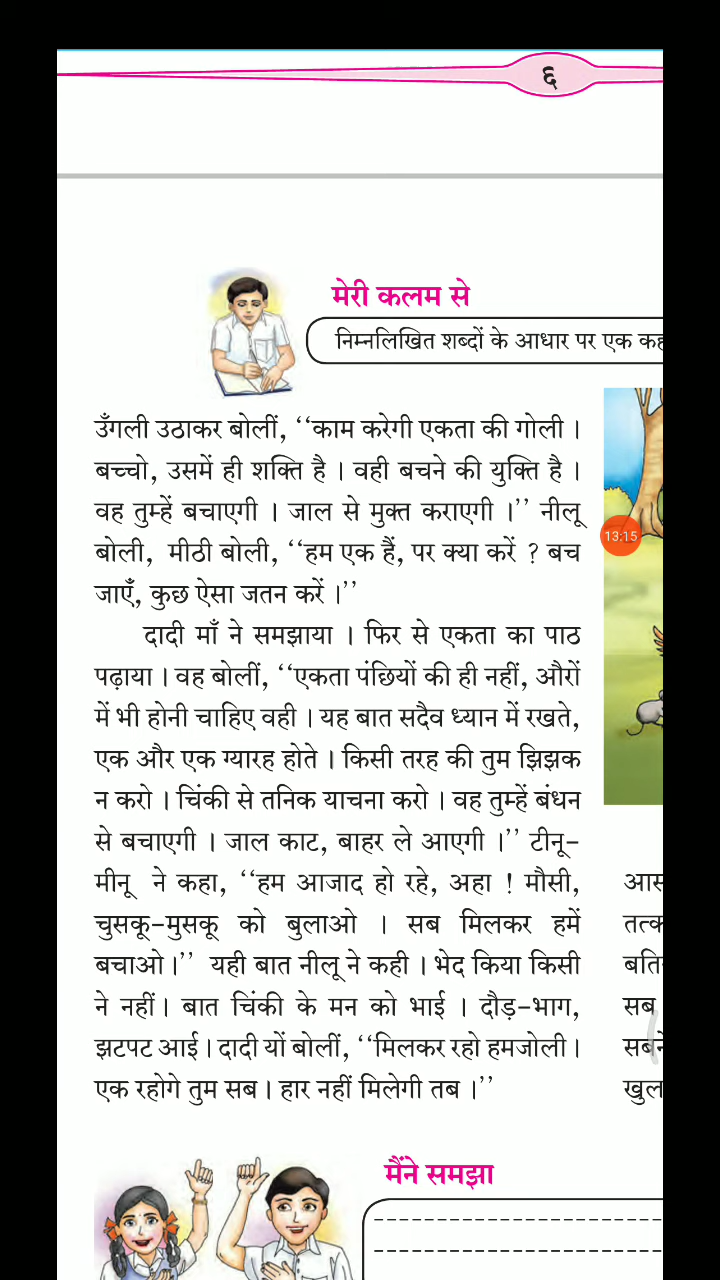 ६
मेरी कलम से
निम्नलिखित शब्दों के आधार पर एक
उँगली उठाकर बोलीं, ‘‘काम करेगी एकता की गोली ।
बच्चो, उसमें ही शक्ति है । वही बचने की युक्ति है ।
वह तुम्हें बचाएगी । जाल से मुक्त कराएगी ।’’ नीलू
बोली, मीठी बोली, ‘‘हम एक हैं, पर क्या करें ? बच
जाएँ, कुछ ऐसा जतन करें ।’’
दादी माँ ने समझाया । फिर से एकता का पाठ
पढ़ाया । वह बोलीं, ‘‘एकता पंछियों की ही नहीं, औरों
में भी होनी चाहिए वही । यह बात सदैव ध्यान में रखते,
एक और एक ग्यारह होते । किसी तरह की तुम झिझक
न करो । चिंकी से तनिक याचना करो । वह तुम्हें बंधन
से बचाएगी । जाल काट, बाहर ले आएगी ।’’ टीनू-
मीनू ने कहा, ‘‘हम आजाद हो रहे, अहा ! मौसी,
चुसकू-मुसकू को बुलाओ । सब मिलकर हमें
बचाओ।’’ यही बात नीलू ने कही । भेद किया किसी
ने नहीं। बात चिंकी के मन को भाई । दौड़-भाग,
झटपट आई। दादी यों बोलीं, ‘‘मिलकर रहो हमजोली।
एक रहोगे तुम सब। हार नहीं मिलेगी तब ।’’
13:15
सब
मैंने समझा